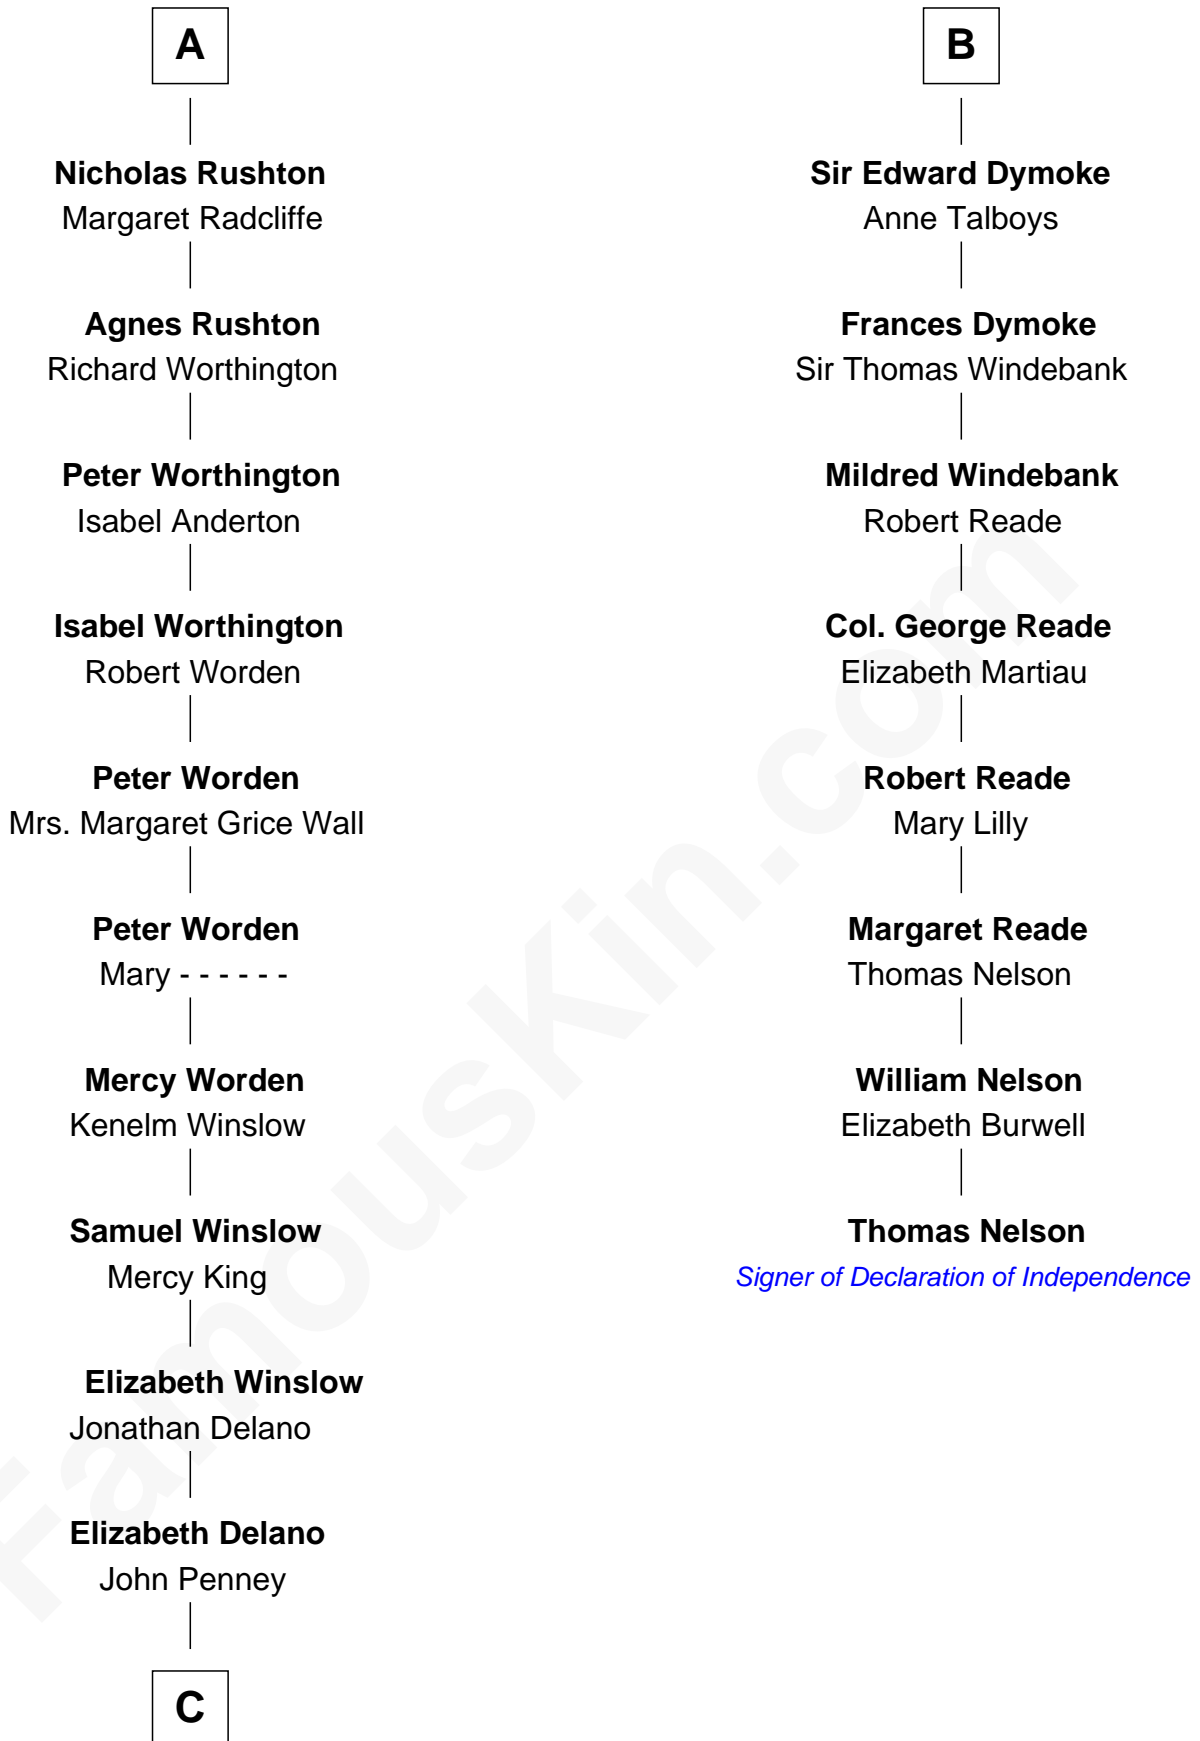 A
Nicholas Rushton
Margaret Radcliffe
Agnes Rushton
Richard Worthington
Peter Worthington
Isabel Anderton
Isabel Worthington
Robert Worden
Peter Worden
Mrs. Margaret Grice Wall
Peter Worden
Mary - - - - - -
Mercy Worden
Kenelm Winslow
Samuel Winslow
Mercy King
Elizabeth Winslow
Jonathan Delano
Elizabeth Delano
John Penney
C
B
Sir Edward Dymoke
Anne Talboys
Frances Dymoke
Sir Thomas Windebank
Mildred Windebank
Robert Reade
Col. George Reade
Elizabeth Martiau
Robert Reade
Mary Lilly
Margaret Reade
Thomas Nelson
William Nelson
Elizabeth Burwell
Thomas Nelson
Signer of Declaration of Independence
FamousKin.com